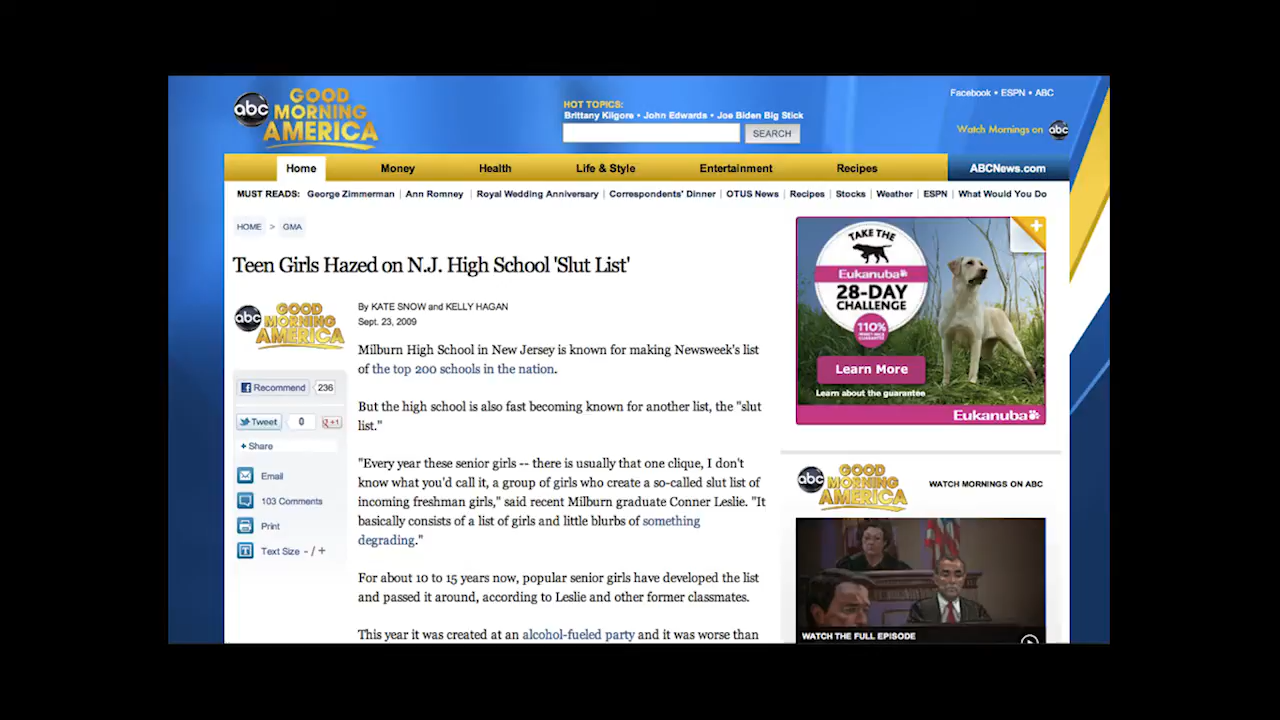 abc GOOD MORNING AMERICA
HOT TOPICS:
Brittany Kilgore • John Edwards • Joe Biden Big Stick
SEARCH
Facebook • ESPN • ABC
Watch Mornings on abc
Home Money Health Life & Style Entertainment Recipes ABCNews.com
MUST READS: George Zimmerman | Ann Romney | Royal Wedding Anniversary | Correspondents' Dinner | OTUS News | Recipes | Stocks | Weather | ESPN | What Would You Do
HOME > GMA
Teen Girls Hazed on N.J. High School 'Slut List'
abc GOOD MORNING AMERICA
By KATE SNOW and KELLY HAGAN
Sept. 23, 2009
Recommend 236
Tweet 0 +1
+ Share
Email
103 Comments
Print
Text Size - / +
Milburn High School in New Jersey is known for making Newsweek's list
of the top 200 schools in the nation.
But the high school is also fast becoming known for another list, the "slut
list."
"Every year these senior girls -- there is usually that one clique, I don't
know what you'd call it, a group of girls who create a so-called slut list of
incoming freshman girls," said recent Milburn graduate Conner Leslie. "It
basically consists of a list of girls and little blurbs of something
degrading."
For about 10 to 15 years now, popular senior girls have developed the list
and passed it around, according to Leslie and other former classmates.
This year it was created at an alcohol-fueled party and it was worse than
TAKE THE
Eukanuba
28-DAY
CHALLENGE
110%
Learn More
Learn about the guarantee
Eukanuba
abc GOOD MORNING AMERICA
WATCH MORNINGS ON ABC
WATCH THE FULL EPISODE